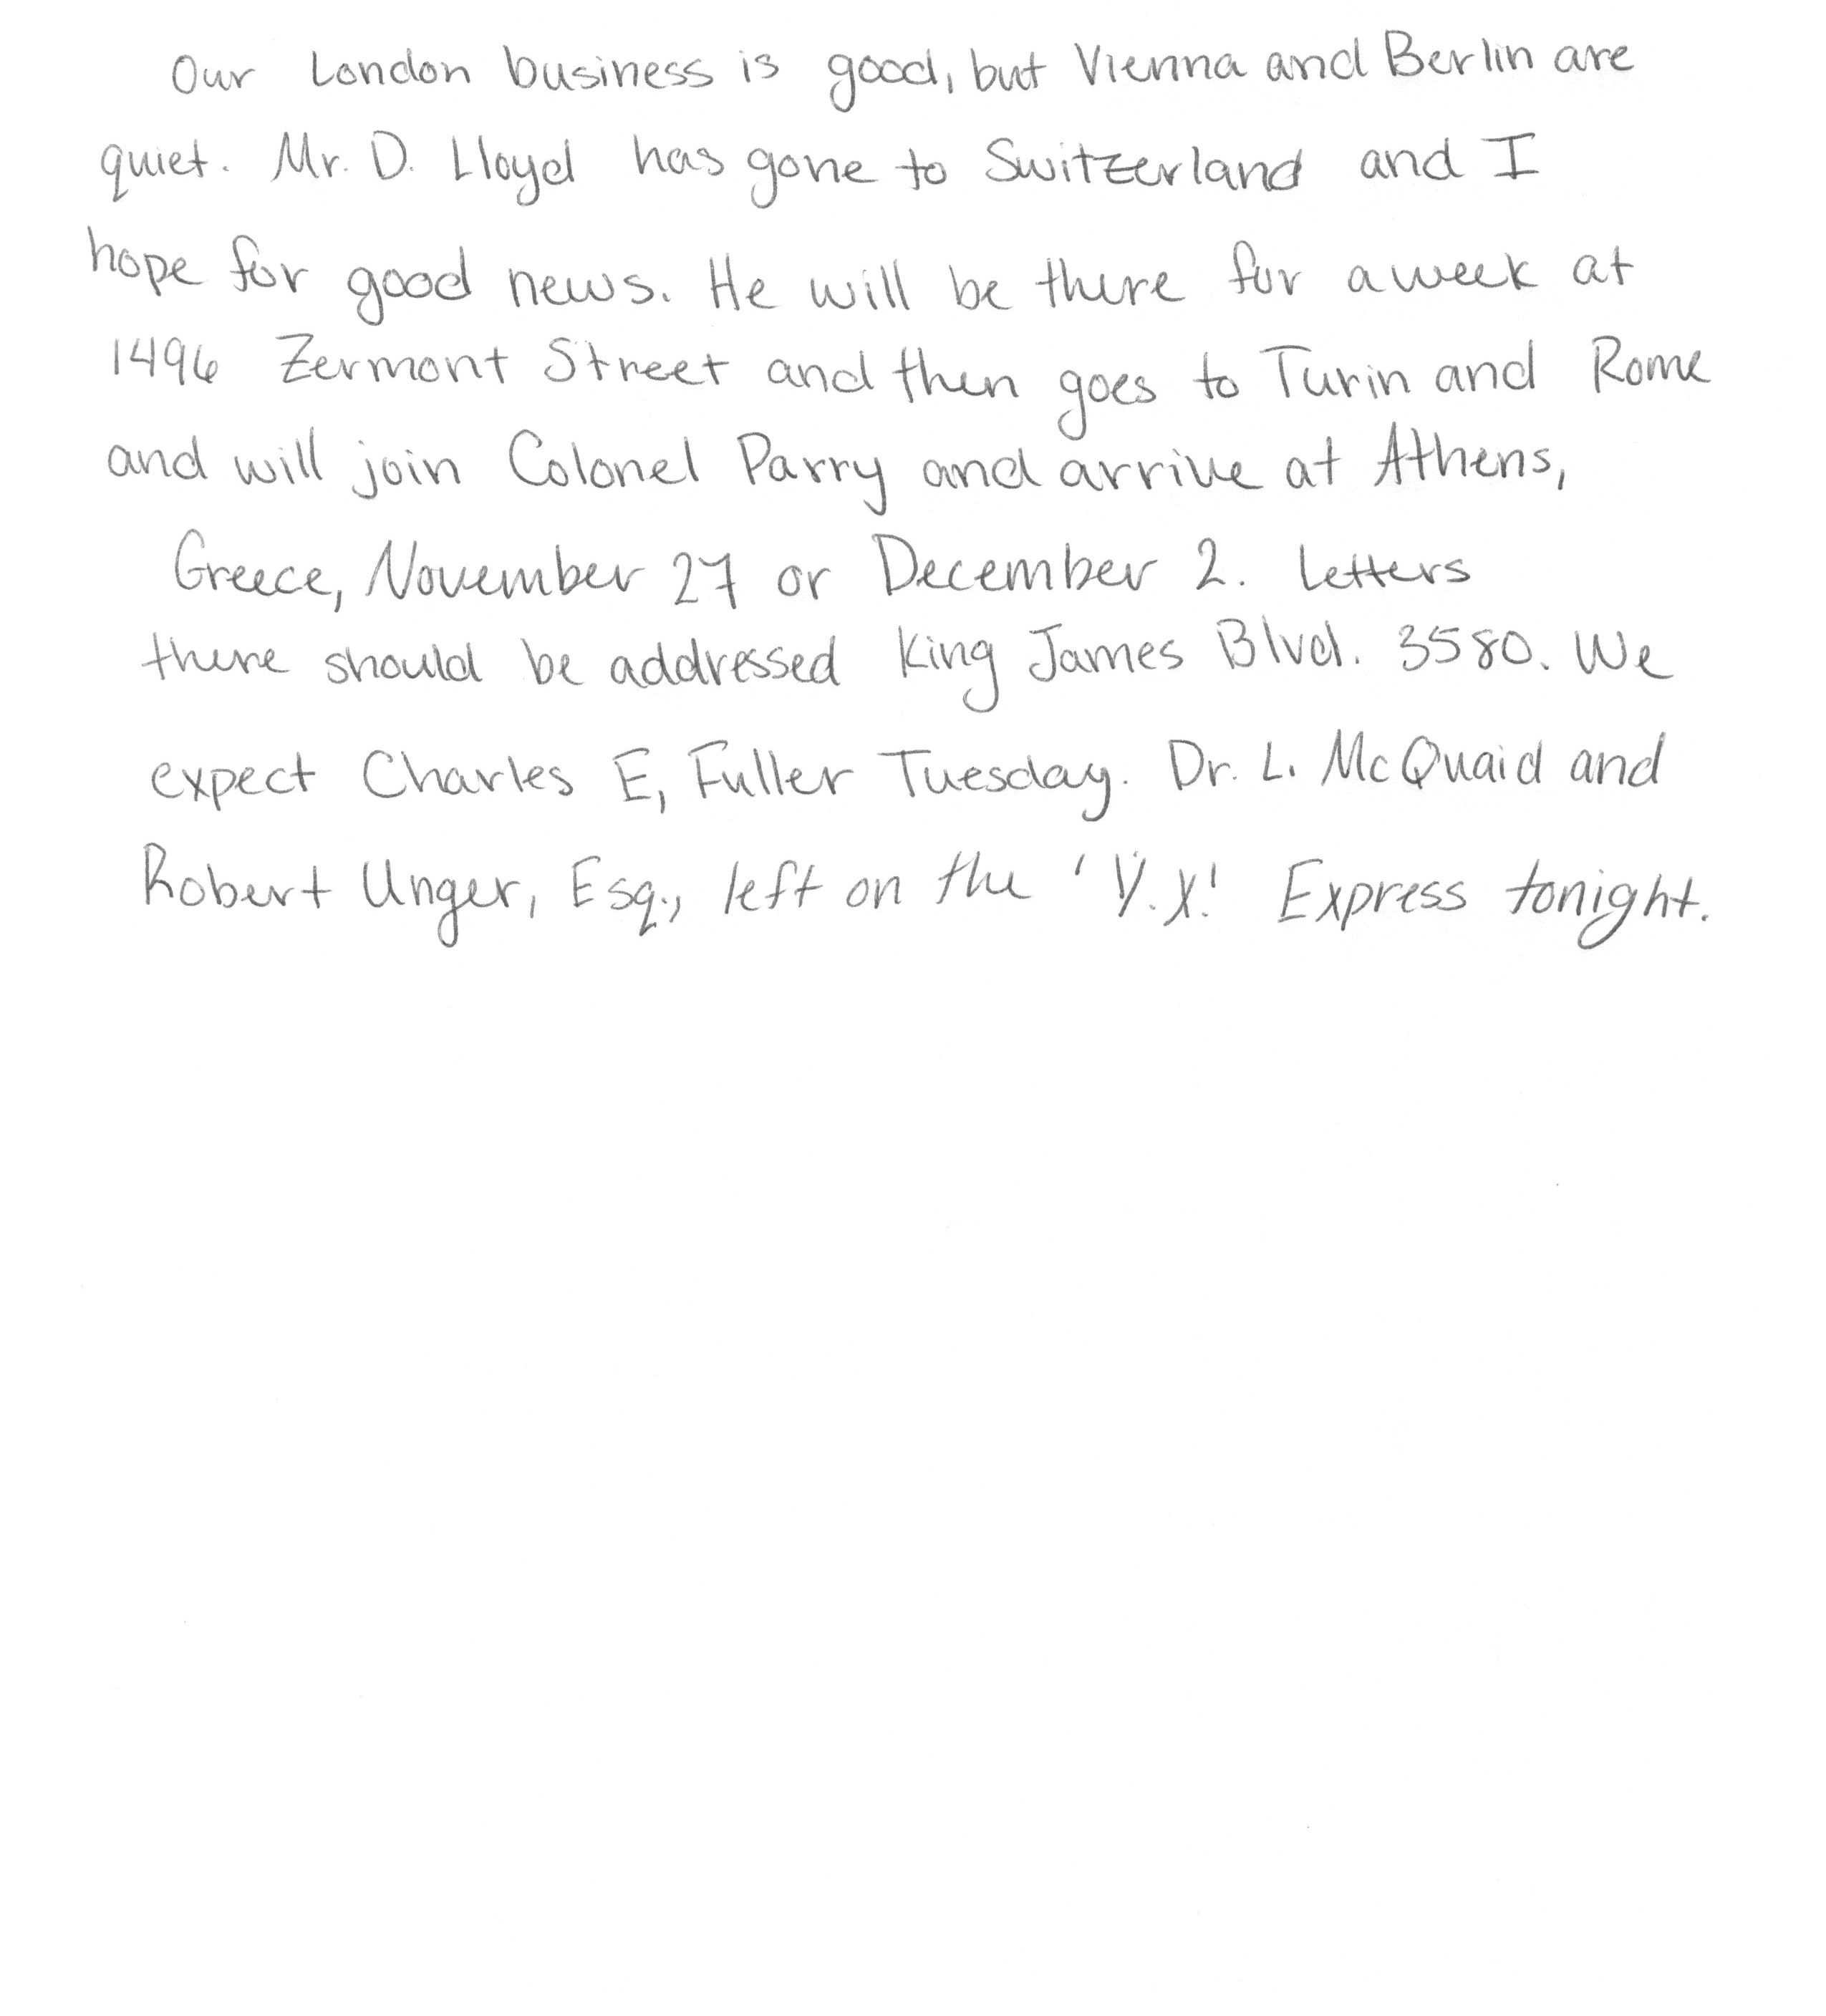 Our London business is good, but Vienna and Berlin are
quiet. Mr. D. Lloyd has gone to Switzerland and I
hope for good news. He will be there for a week at
1496 Zermont Street and then goes to Turin and Rome
and will join Colonel Parry and arrive at Athens,
Greece, November 27 or December 2. Letters
there should be addressed King James Blvd. 3580. We
expect Charles E, Fuller Tuesday. Dr. L. McQuaid and
Robert Unger, Esq., left on the 'Y.X.' Express tonight.